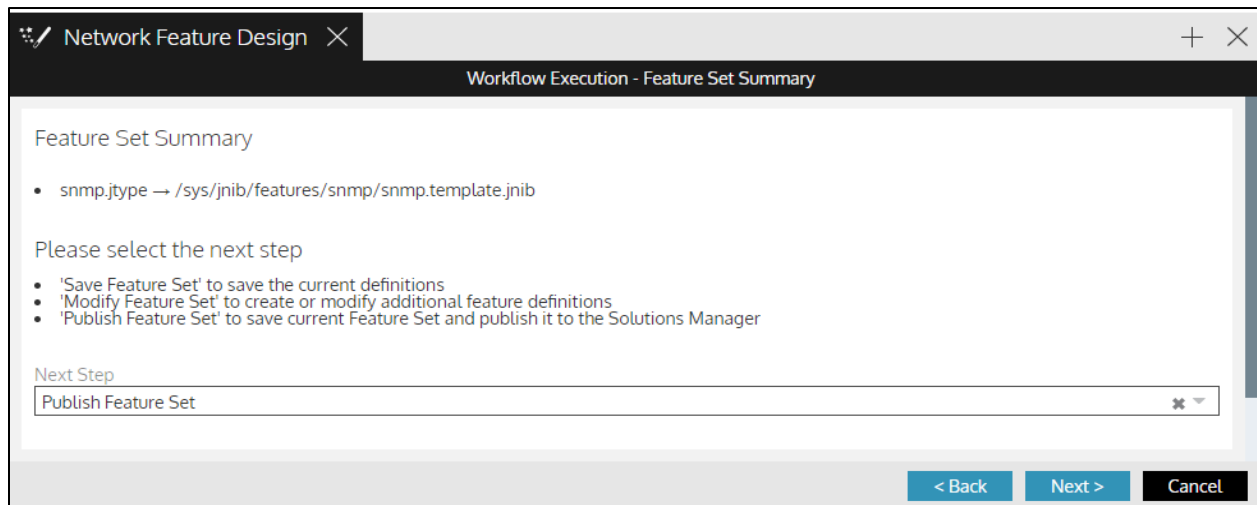 Network Feature Design
Workflow Execution - Feature Set Summary
Feature Set Summary
• snmp.jtype → /sys/jnib/features/snmp/snmp.template.jnib
Please select the next step
• 'Save Feature Set' to save the current definitions
• 'Modify Feature Set' to create or modify additional feature definitions
• 'Publish Feature Set' to save current Feature Set and publish it to the Solutions Manager
Next Step
Publish Feature Set
< Back Next > Cancel